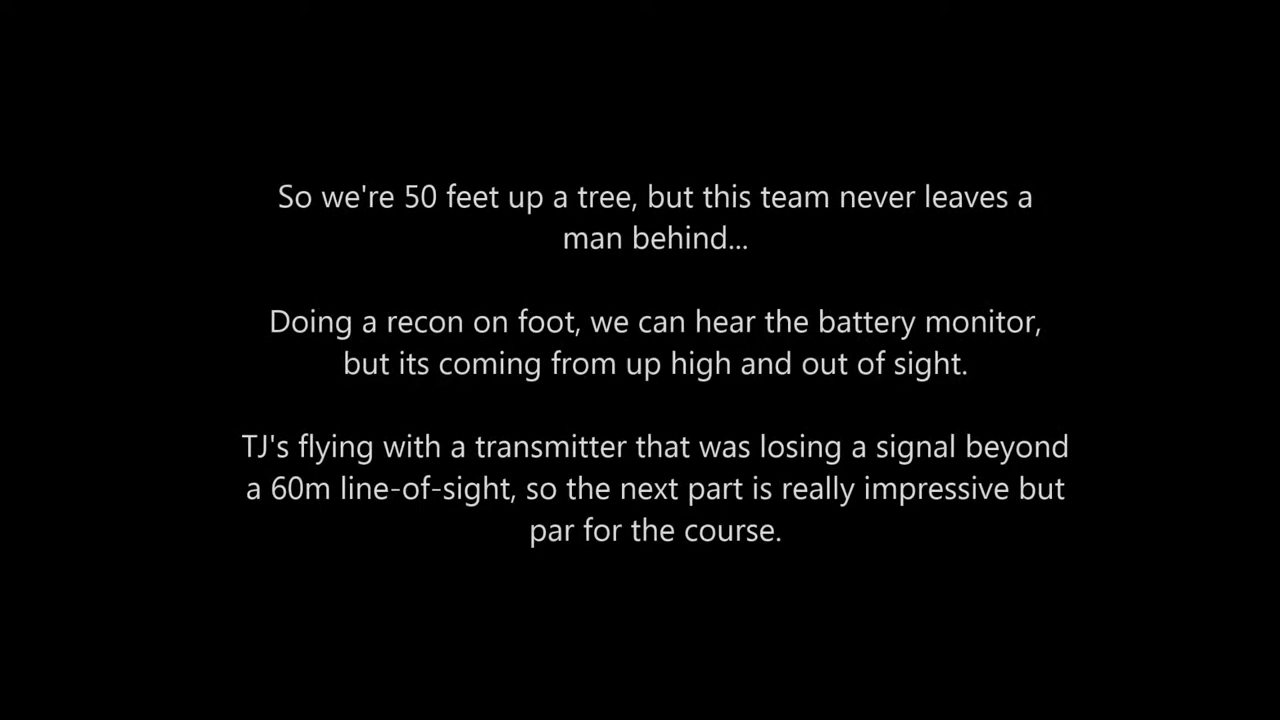 So we're 50 feet up a tree, but this team never leaves a
man behind...
Doing a recon on foot, we can hear the battery monitor,
but its coming from up high and out of sight.
TJ's flying with a transmitter that was losing a signal beyond
a 60m line-of-sight, so the next part is really impressive but
par for the course.